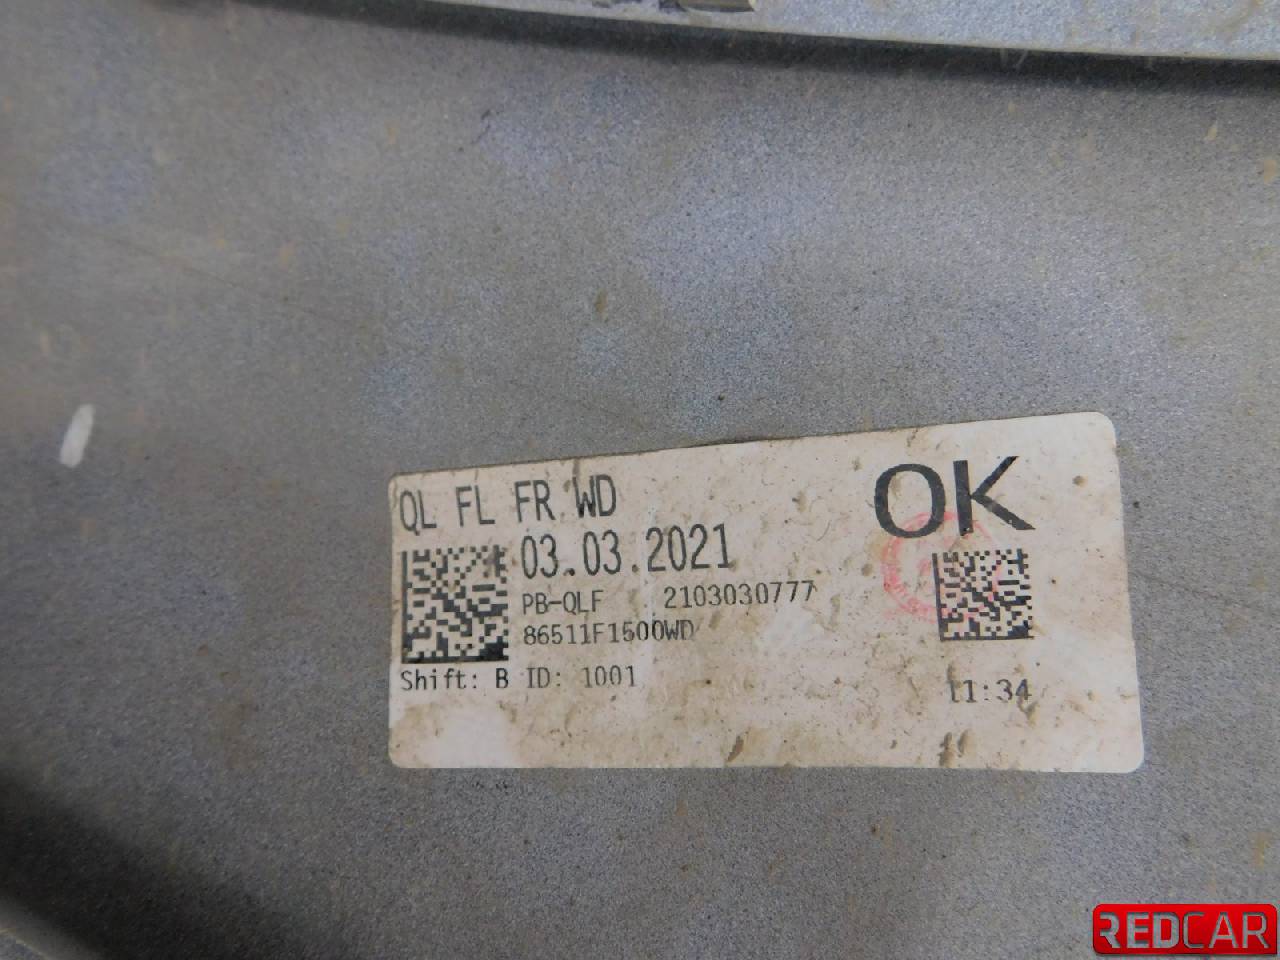 QL FL FR WD
OK
03.03.2021
PB-QLF 2103030777
86511F1500WD
Shift: B ID: 1001
11:34
REDCAR